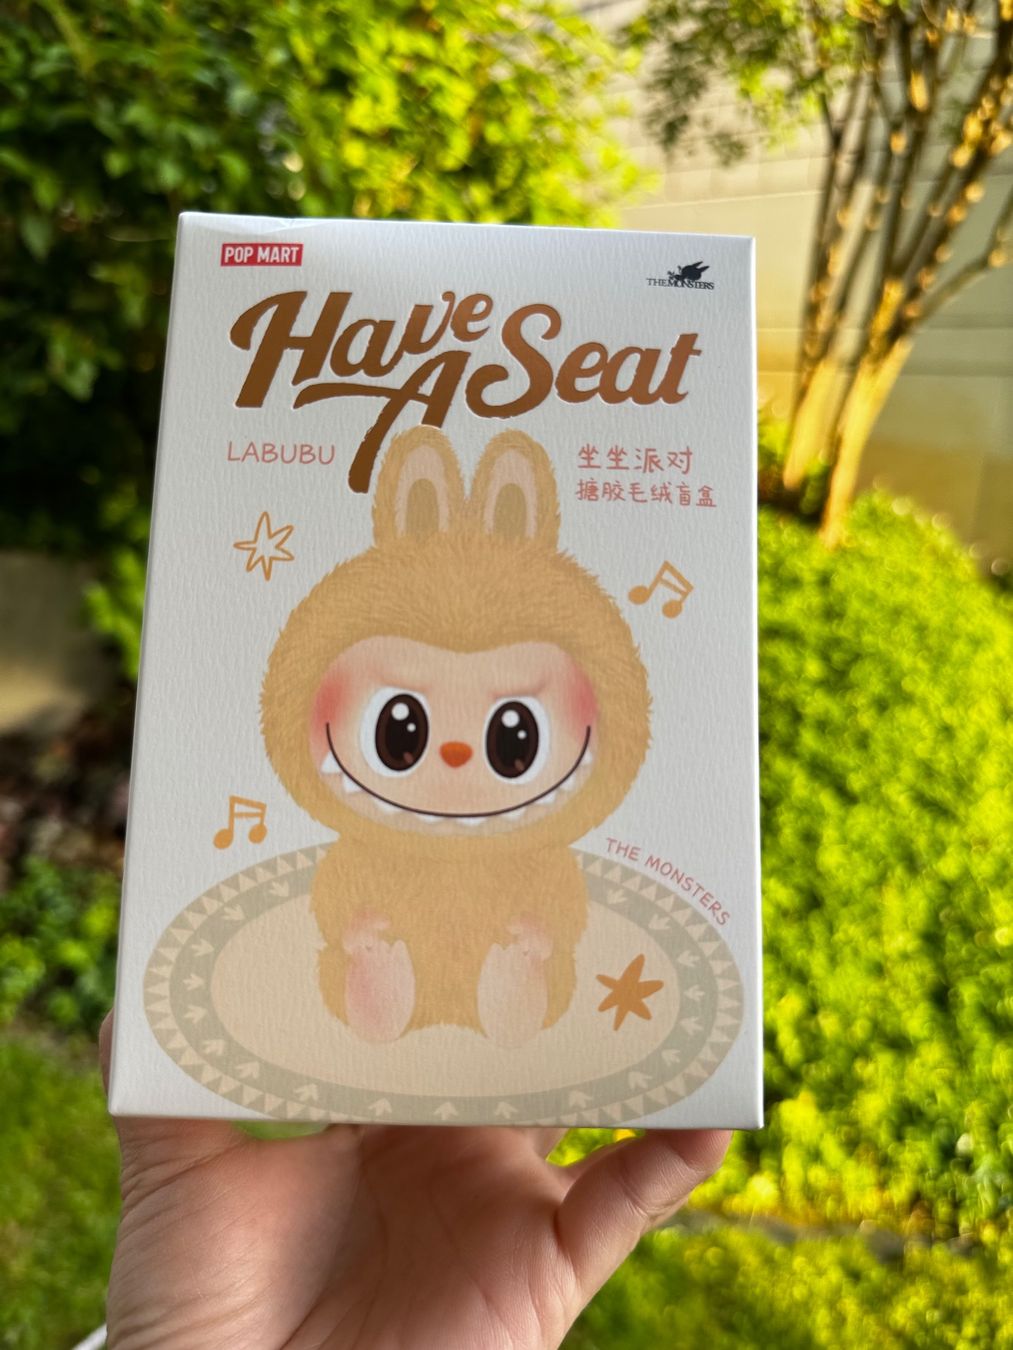 POP MART
THE MONSTERS
Have
A Seat
LABUBU
坐坐派对
搪胶毛绒盲盒
THE MONSTERS